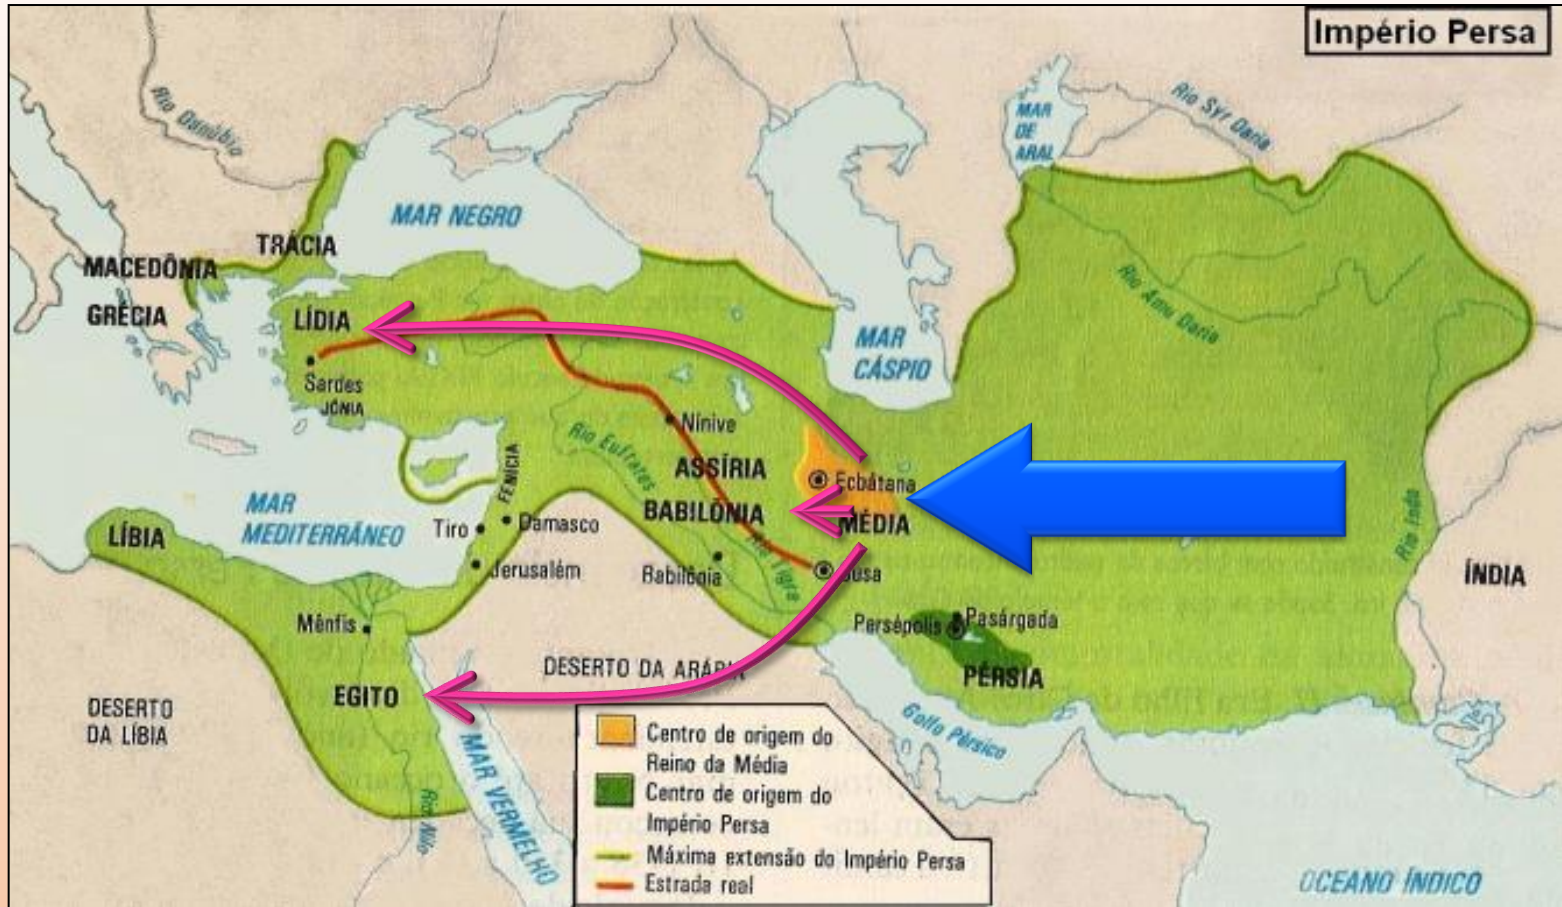 Império Persa
Rio Danúbio
MAR
DE
ARAL
Rio Syr Daria
MAR NEGRO
TRÁCIA
MACEDÔNIA
GRÉCIA
LÍDIA
Sardes
JÔNIA
Rio Amu Daria
MAR
CÁSPIO
Nínive
Rio Eufrates
ASSÍRIA
Ecbátana
FENÍCIA
BABILÔNIA
MÉDIA
MAR
MEDITERRÂNEO
LÍBIA
Tiro
Damasco
Jerusalém
Babilônia
Rio Tigre
Susa
Rio Indo
ÍNDIA
Mênfis
Persépolis
Pasárgada
PÉRSIA
DESERTO DA ARÁBIA
EGITO
DESERTO
DA LÍBIA
Golfo Pérsico
MAR VERMELHO
Rio Nilo
Centro de origem do
Reino da Média
Centro de origem do
Império Persa
Máxima extensão do Império Persa
Estrada real
OCEANO ÍNDICO